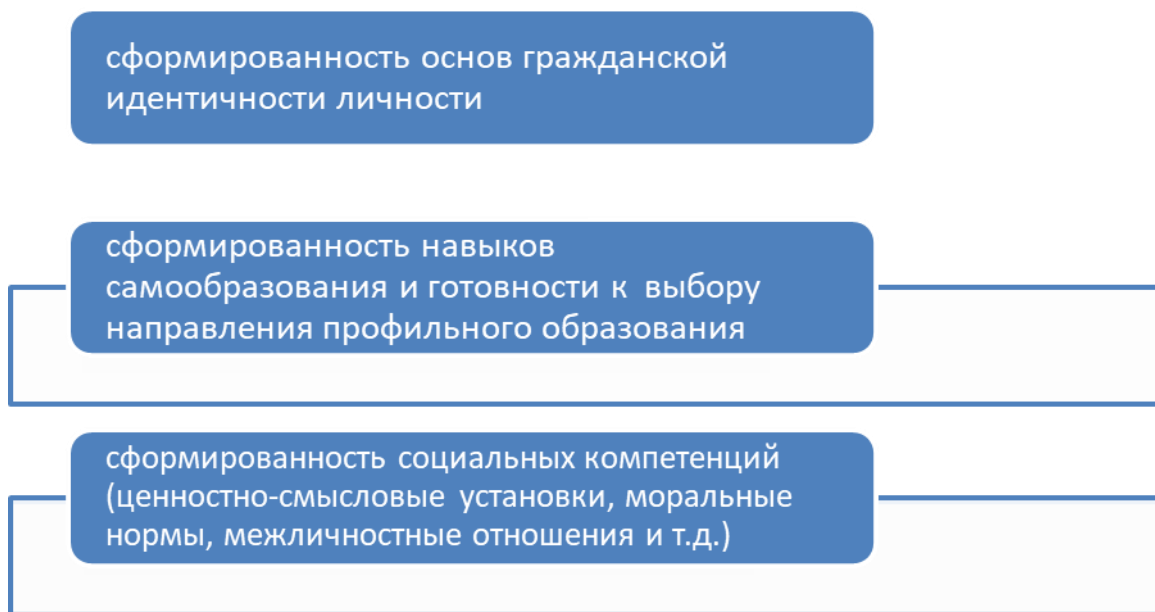 сформированность основ гражданской
идентичности личности
сформированность навыков
самообразования и готовности к выбору
направления профильного образования
сформированность социальных компетенций
(ценностно-смысловые установки, моральные
нормы, межличностные отношения и т.д.)